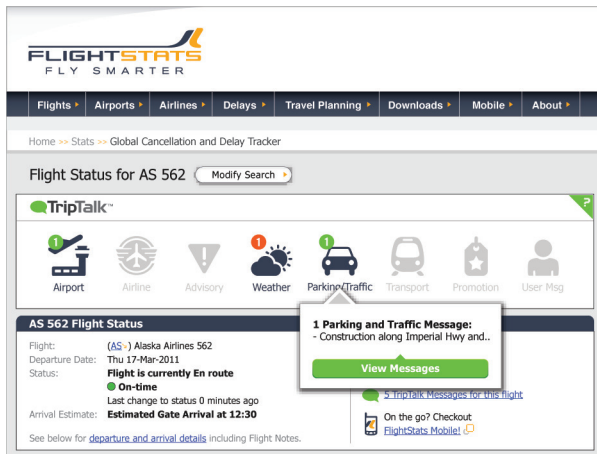 FLIGHTSTATS
FLY SMARTER
Flights Airports Airlines Delays Travel Planning Downloads Mobile About
Home >> Stats >> Global Cancellation and Delay Tracker
Flight Status for AS 562 Modify Search
TripTalk™ ?
1 1 1
Airport Airline Advisory Weather Parking/Traffic Transport Promotion User Msg
AS 562 Flight Status
1 Parking and Traffic Message:
- Construction along Imperial Hwy and..
View Messages
Flight: (AS) Alaska Airlines 562
Departure Date: Thu 17-Mar-2011
Status: Flight is currently En route
On-time
Last change to status 0 minutes ago
Arrival Estimate: Estimated Gate Arrival at 12:30
See below for departure and arrival details including Flight Notes.
5 TripTalk Messages for this flight
On the go? Checkout
FlightStats Mobile!